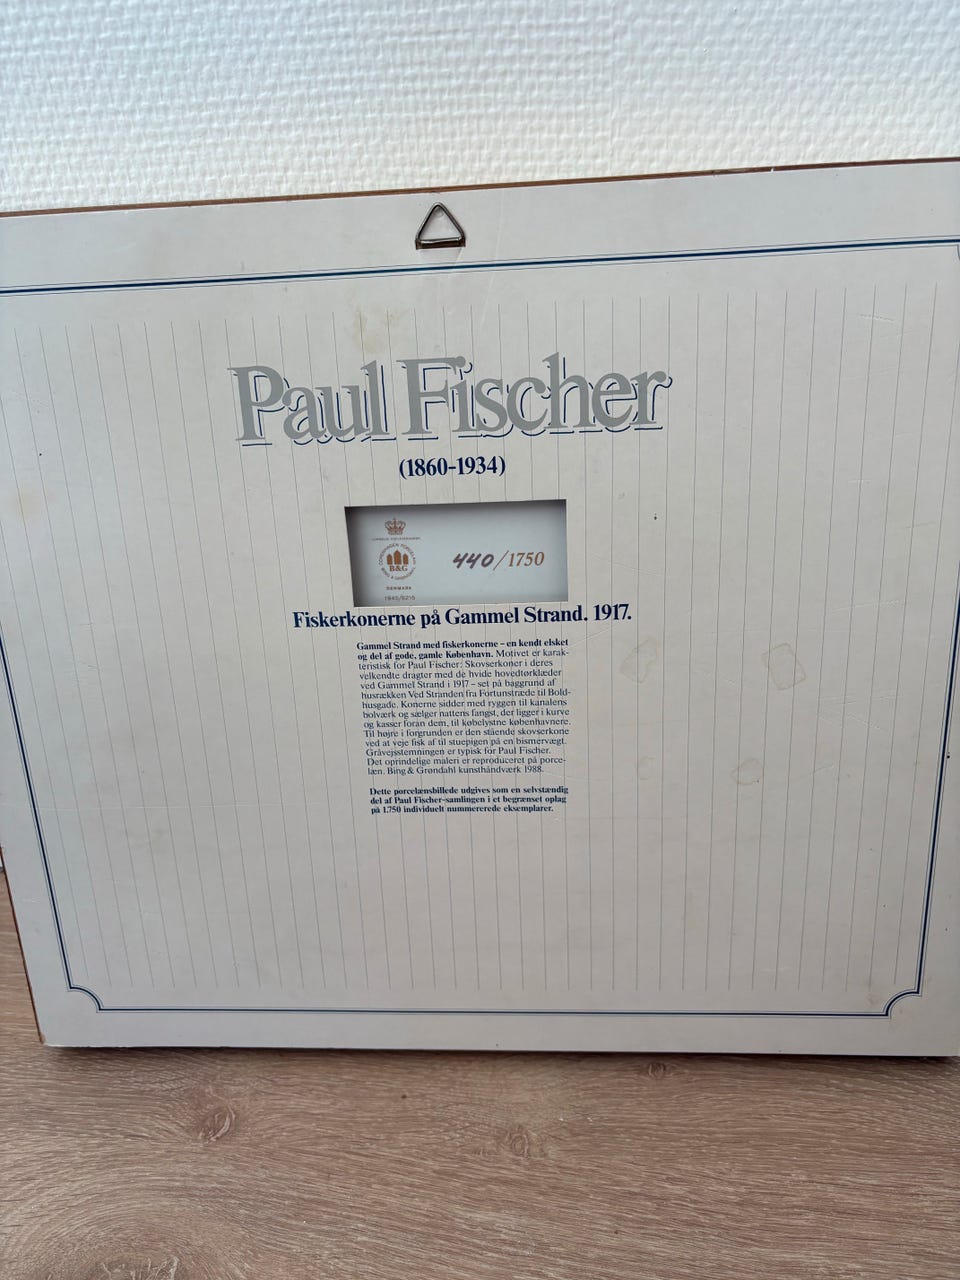 Paul Fischer
(1860-1934)
COPENHAGEN PORCELAIN
B&G
BING & GRØNDAHL
DENMARK
440/1750
Fiskerkonerne på Gammel Strand. 1917.
Gammel Strand med fiskerkonerne – en kendt elsket
og del af gode, gamle København. Motivet er karak-
teristisk for Paul Fischer: Skovserkoner i deres
velkendte dragter med de hvide hovedtørklæder
ved Gammel Strand i 1917 – set på baggrund af
husrækken Ved Stranden fra Fortunstræde til Bold-
husgade. Konerne sidder med ryggen til kanalens
bolværk og sælger nattens fangst, der ligger i kurve
og kasser foran dem, til købelystne københavnere.
Til højre i forgrunden er den stående skovserkone
ved at veje fisk af til stuepigen på en bismervægt.
Gråvejsstemningen er typisk for Paul Fischer.
Det oprindelige maleri er reproduceret på porce-
læn. Bing & Grøndahl kunsthåndværk 1988.
Dette porcelænsbillede udgives som en selvstændig
del af Paul Fischer-samlingen i et begrænset oplag
på 1.750 individuelt nummererede eksemplarer.